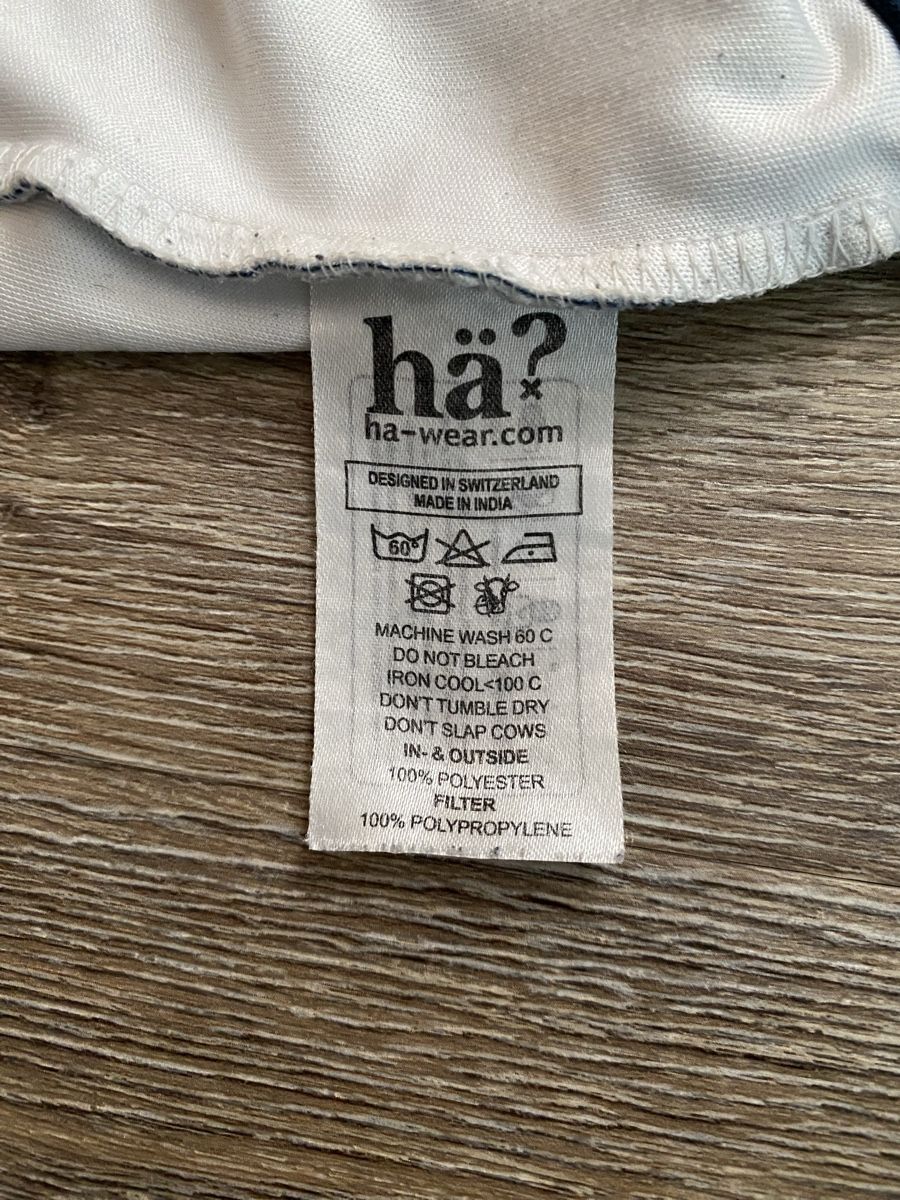 hä?
ha-wear.com
DESIGNED IN SWITZERLAND
MADE IN INDIA
60°
MACHINE WASH 60 C
DO NOT BLEACH
IRON COOL<100 C
DON'T TUMBLE DRY
DON'T SLAP COWS
IN- & OUTSIDE
100% POLYESTER
FILTER
100% POLYPROPYLENE